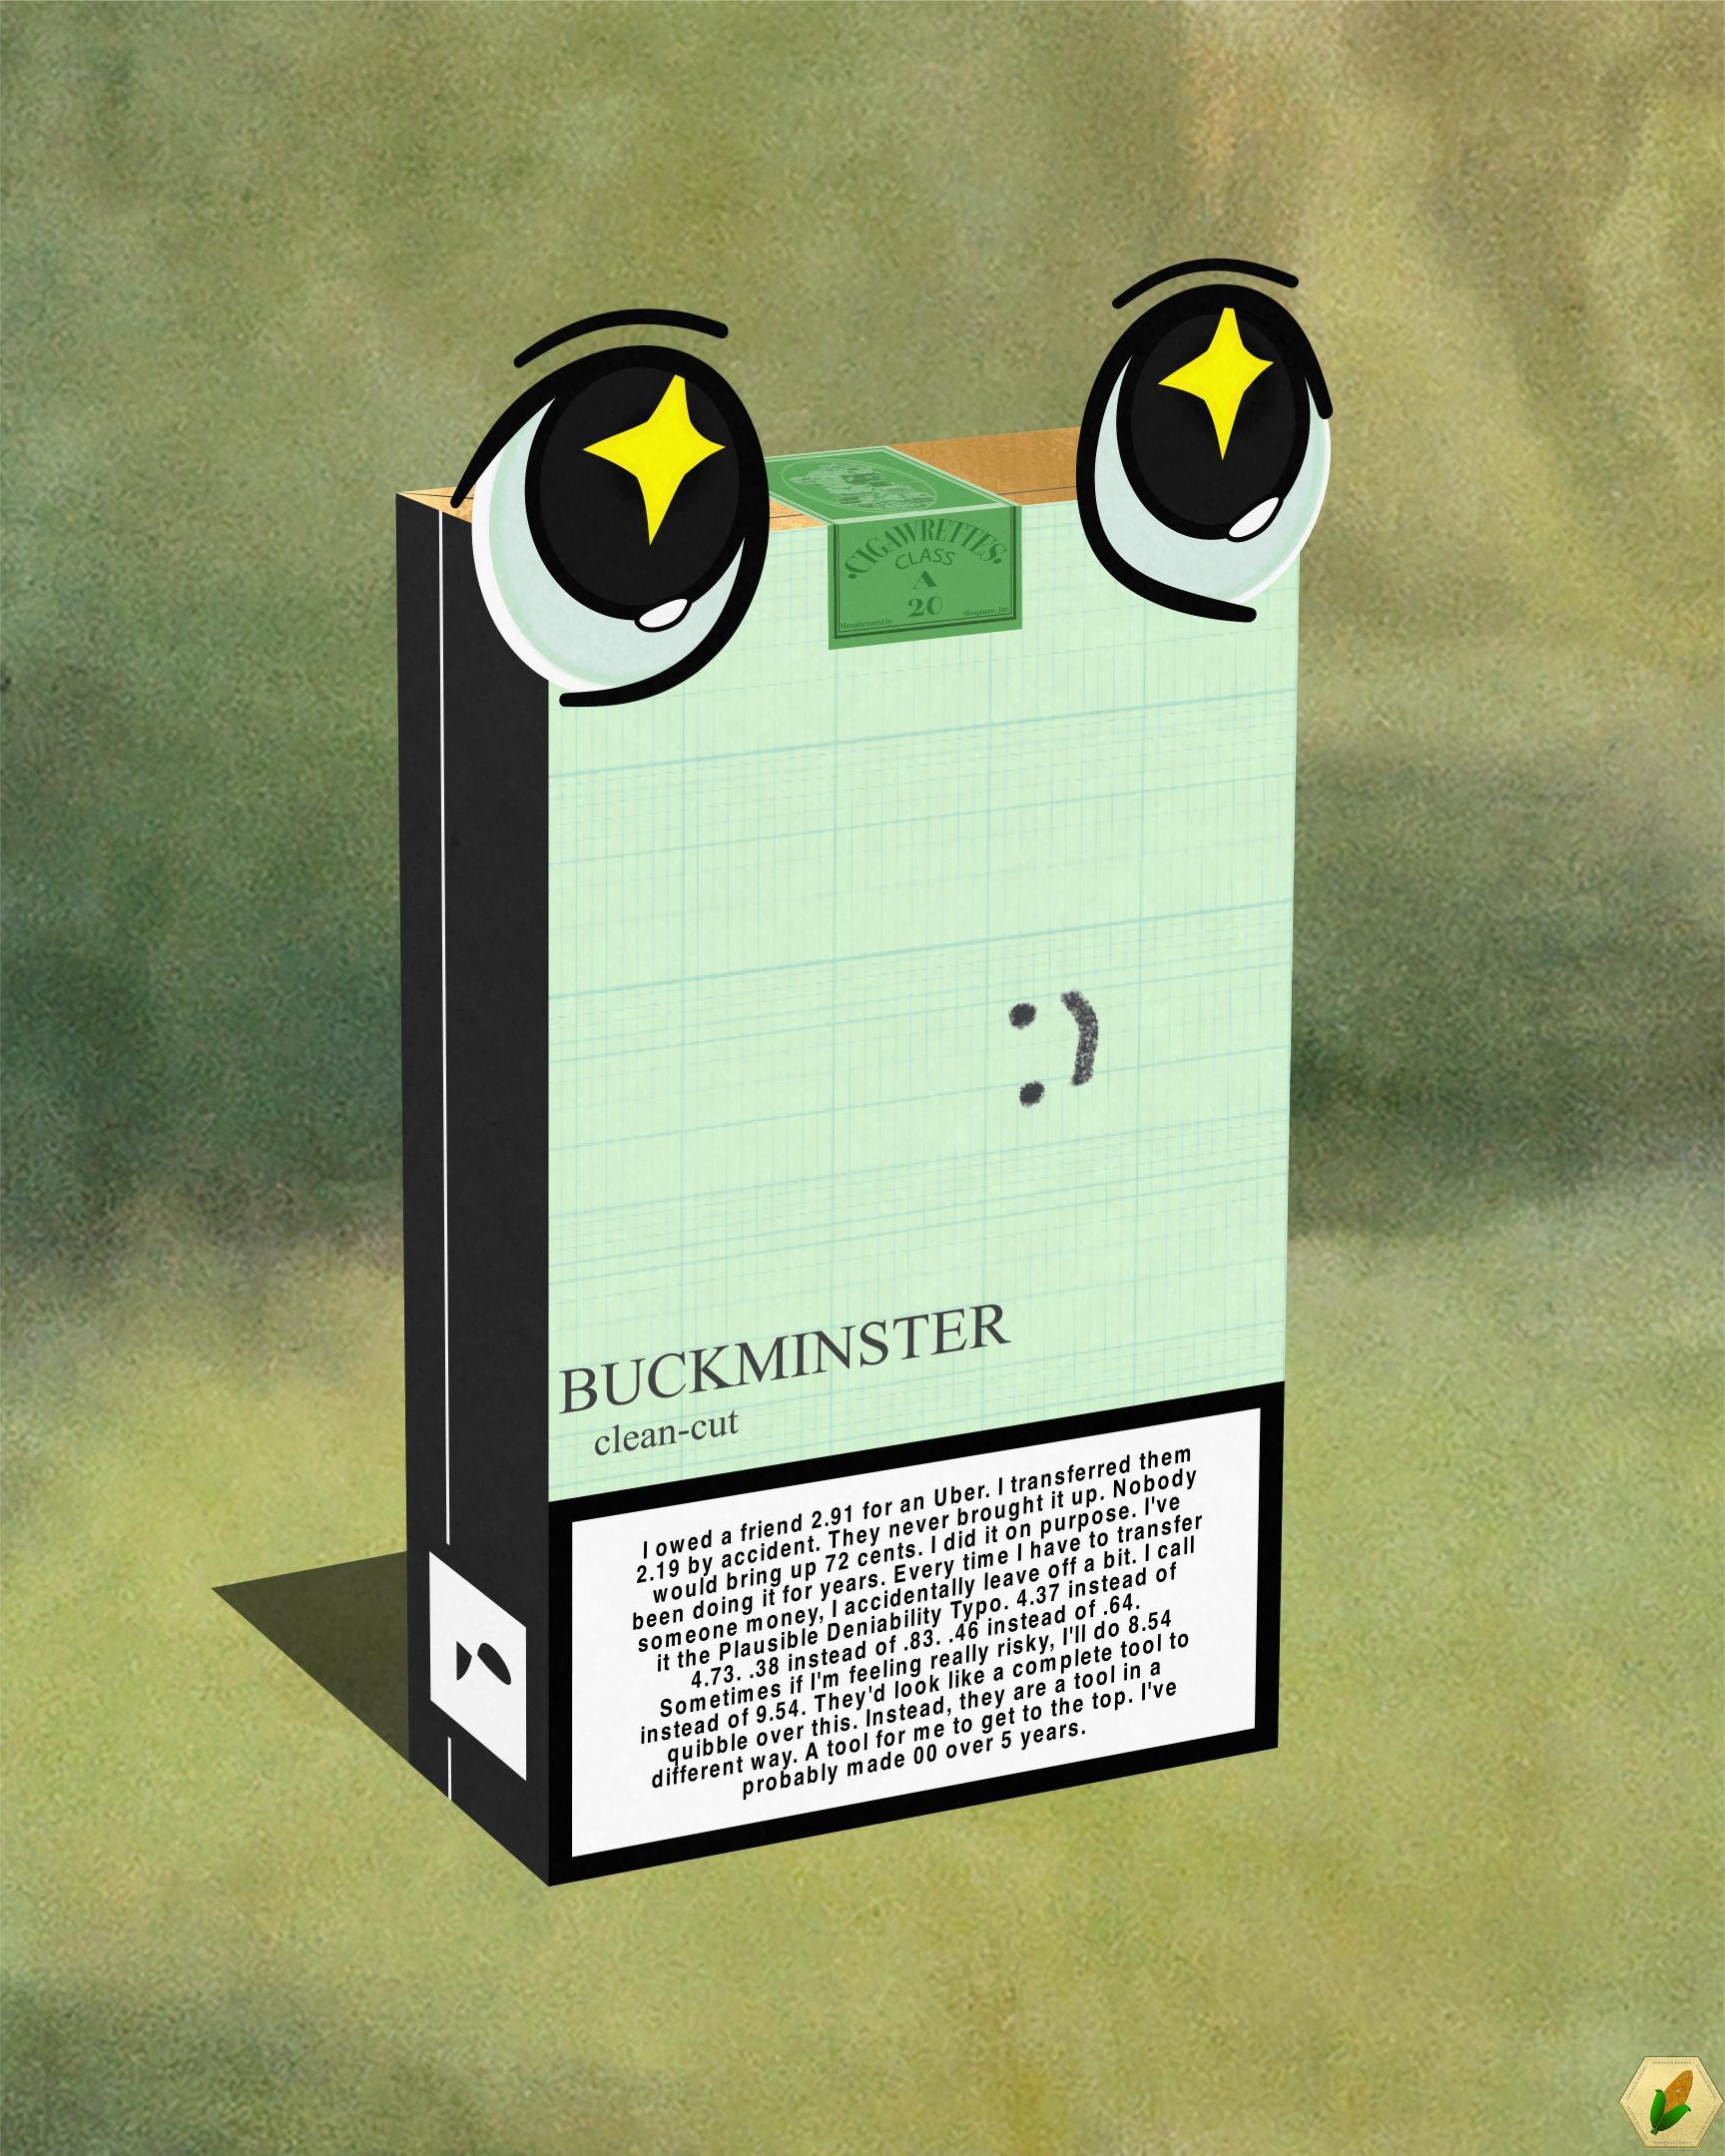 CIGAWRETTES
CLASS
A
20
Manufactured by
Shopmaw, Inc.
:)
BUCKMINSTER
clean-cut
I owed a friend 2.91 for an Uber. I transferred them
2.19 by accident. They never brought it up. Nobody
would bring up 72 cents. I did it on purpose. I've
been doing it for years. Every time I have to transfer
someone money, I accidentally leave off a bit. I call
it the Plausible Deniability Typo. 4.37 instead of
4.73. .38 instead of .83. .46 instead of .64.
Sometimes if I'm feeling really risky, I'll do 8.54
instead of 9.54. They'd look like a complete tool to
quibble over this. Instead, they are a tool in a
different way. A tool for me to get to the top. I've
probably made 00 over 5 years.